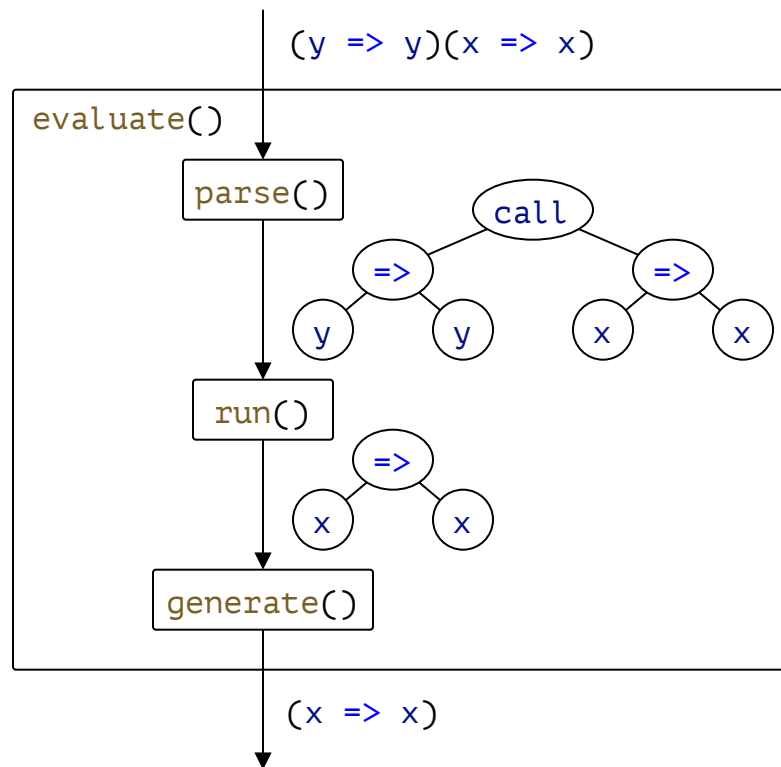 (y => y)(x => x)
evaluate()
parse()
call
=> =>
y y x x
run()
=>
x x
generate()
(x => x)